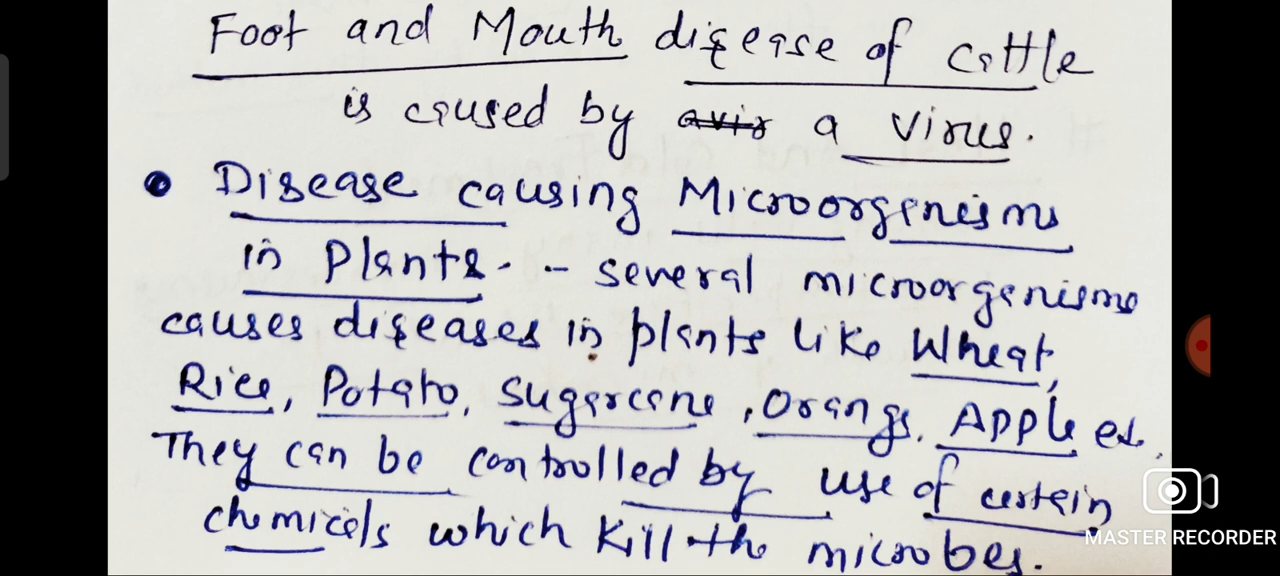 Foot and Mouth disease of cattle
is caused by a virus.
• Disease causing Microorganisms
in Plants. - several microorganisms
causes diseases in plants like Wheat,
Rice, Potato, sugarcane, Orange, Apple etc.
They can be controlled by use of certain
chemicals which kill the microbes.
MASTER RECORDER